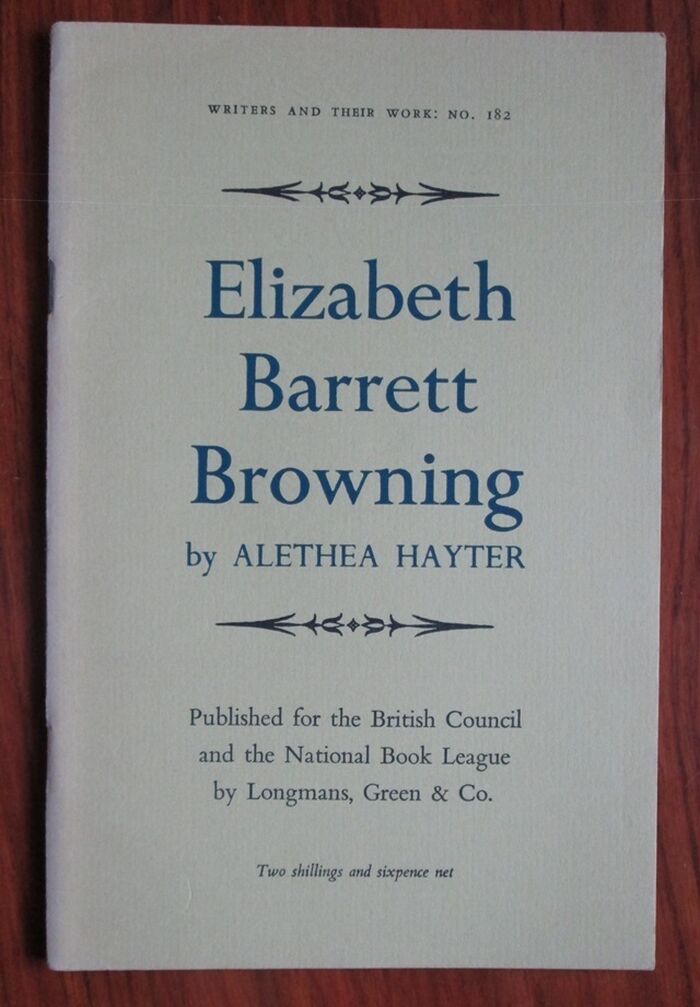 WRITERS AND THEIR WORK: NO. 182
Elizabeth
Barrett
Browning
by ALETHEA HAYTER
Published for the British Council
and the National Book League
by Longmans, Green & Co.
Two shillings and sixpence net